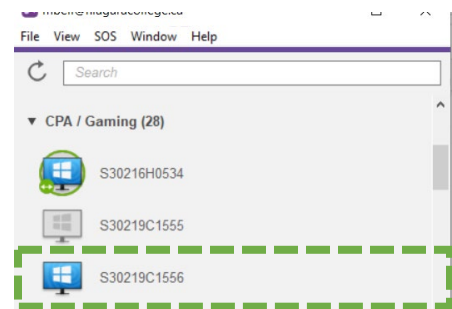 File View SOS Window Help
Search
CPA / Gaming (28)
S30216H0534
S30219C1555
S30219C1556